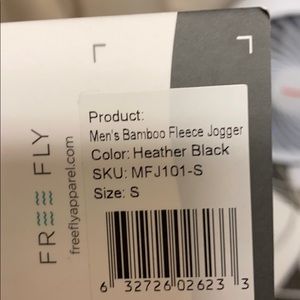 FREE FLY
freeflyapparel.com
Product:
Men's Bamboo Fleece Jogger
Color: Heather Black
SKU: MFJ101-S
Size: S
6 32726 02623 3